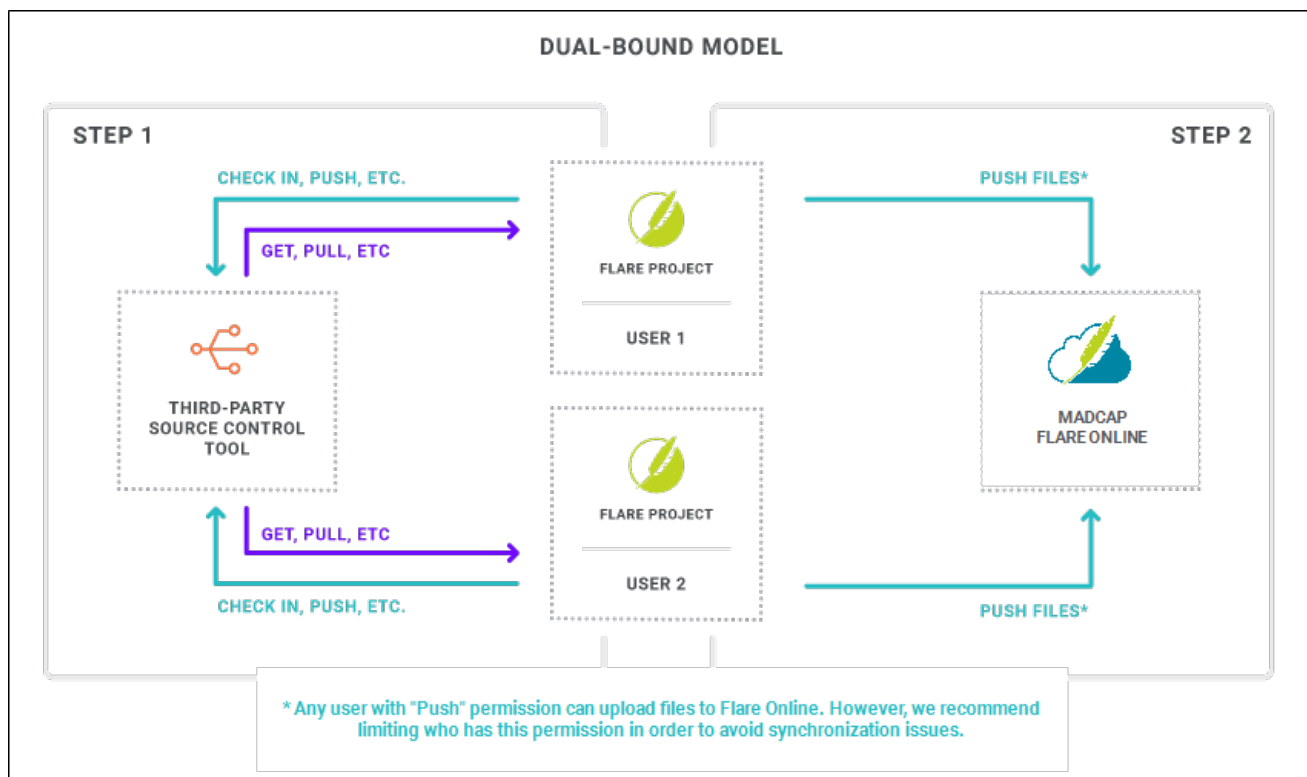 DUAL-BOUND MODEL
STEP 1
STEP 2
CHECK IN, PUSH, ETC.
GET, PULL, ETC
PUSH FILES*
FLARE PROJECT
USER 1
THIRD-PARTY
SOURCE CONTROL
TOOL
MADCAP
FLARE ONLINE
FLARE PROJECT
USER 2
GET, PULL, ETC
CHECK IN, PUSH, ETC.
PUSH FILES*
* Any user with "Push" permission can upload files to Flare Online. However, we recommend
limiting who has this permission in order to avoid synchronization issues.